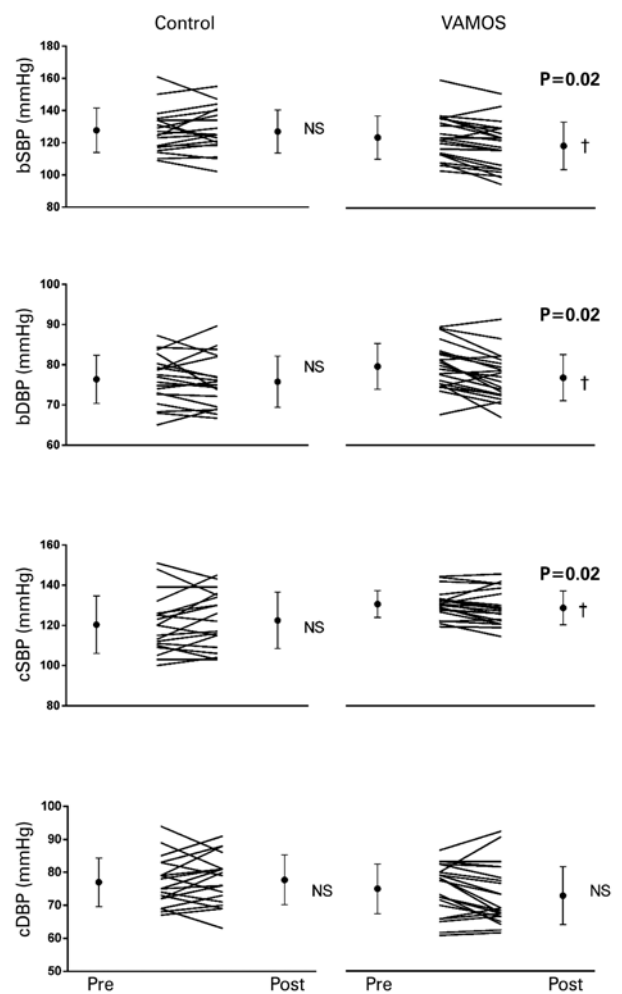 Control VAMOS
bSBP (mmHg)
180
160
140
120
100
80
NS
P=0.02
†
bDBP (mmHg)
100
90
80
70
60
NS
P=0.02
†
cSBP (mmHg)
160
140
120
100
80
NS
P=0.02
†
cDBP (mmHg)
100
90
80
70
60
50
NS
NS
Pre Post Pre Post